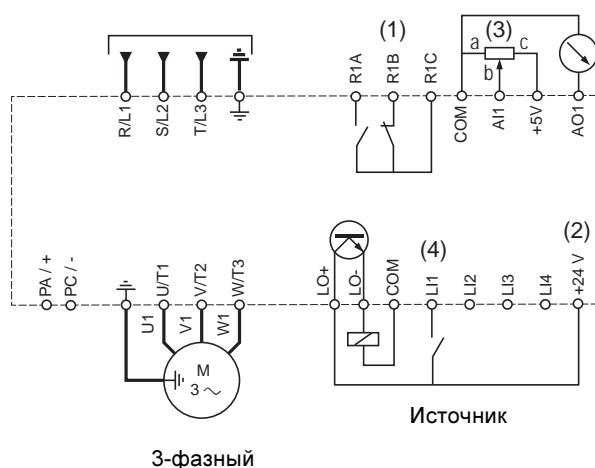 (1)
(3)
R1A
R1B
R1C
COM
a
c
b
AI1
+5V
AO1
R/L1
S/L2
T/L3
PA / +
PC / -
U/T1
V/T2
W/T3
U1
V1
W1
M
3 ~
(4)
(2)
LO+
LO-
COM
LI1
LI2
LI3
LI4
+24 V
Источник
3-фазный